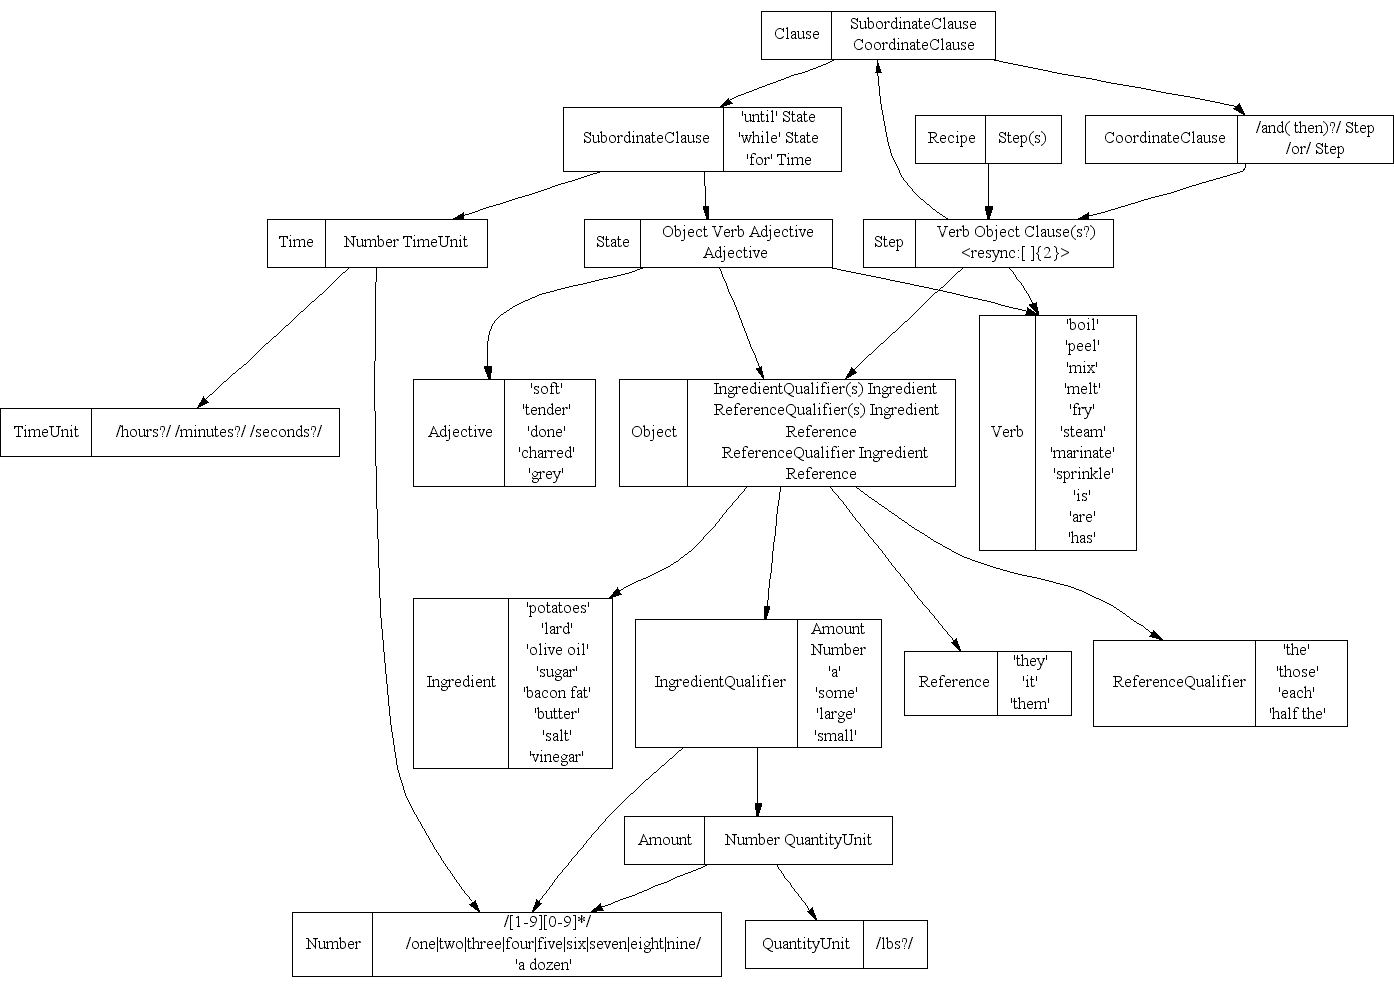 Clause
SubordinateClause
CoordinateClause
SubordinateClause
'until' State
'while' State
'for' Time
Recipe
Step(s)
CoordinateClause
/and( then)?/ Step
/or/ Step
Time
Number TimeUnit
State
Object Verb Adjective
Adjective
Step
Verb Object Clause(s?)
<resync:[ ]{2}>
TimeUnit
/hours?/ /minutes?/ /seconds?/
Adjective
'soft'
'tender'
'done'
'charred'
'grey'
Object
IngredientQualifier(s) Ingredient
ReferenceQualifier(s) Ingredient
Reference
ReferenceQualifier Ingredient
Reference
Verb
'boil'
'peel'
'mix'
'melt'
'fry'
'steam'
'marinate'
'sprinkle'
'is'
'are'
'has'
Ingredient
'potatoes'
'lard'
'olive oil'
'sugar'
'bacon fat'
'butter'
'salt'
'vinegar'
IngredientQualifier
Amount
Number
'a'
'some'
'large'
'small'
Reference
'they'
'it'
'them'
ReferenceQualifier
'the'
'those'
'each'
'half the'
Amount
Number QuantityUnit
Number
/[1-9][0-9]*/
/one|two|three|four|five|six|seven|eight|nine/
'a dozen'
QuantityUnit
/lbs?/